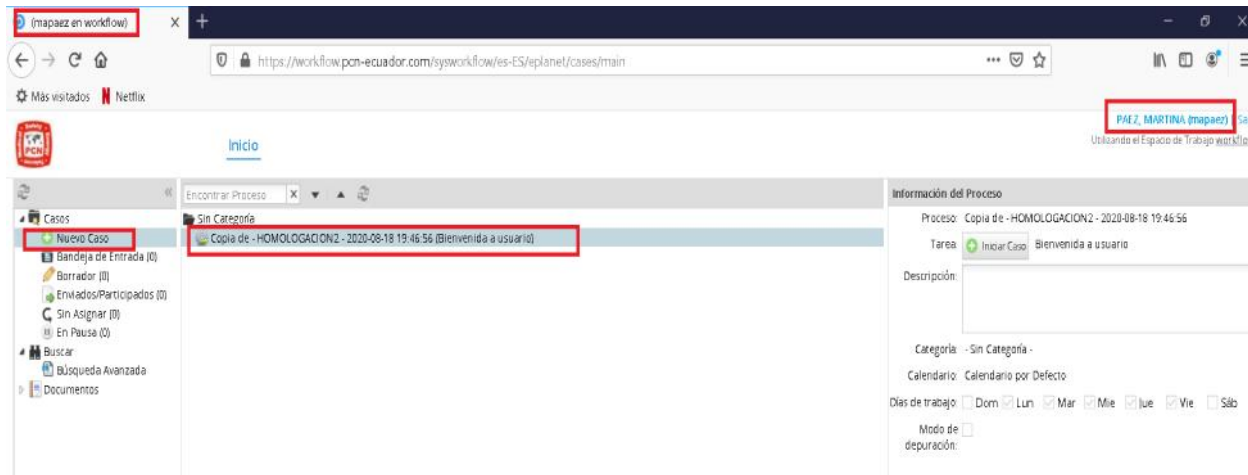 (mapaez en workflow)
https://workflow.pcn-ecuador.com/sysworkflow/es-ES/eplanet/cases/main
Más visitados Netflix
PCN
Inicio
PAEZ, MARTINA (mapaez) | Sa
Utilizando el Espacio de Trabajo workflo
Casos
Nuevo Caso
Bandeja de Entrada (0)
Borrador (0)
Enviados/Participados (0)
Sin Asignar (0)
En Pausa (0)
Buscar
Búsqueda Avanzada
Documentos
Encontrar Proceso X
Sin Categoría
Copia de - HOMOLOGACION2 - 2020-08-18 19:46:56 (Bienvenida a usuario)
Información del Proceso
Proceso: Copia de - HOMOLOGACION2 - 2020-08-18 19:46:56
Tarea: Iniciar Caso Bienvenida a usuario
Descripción:
Categoría: - Sin Categoría -
Calendario: Calendario por Defecto
Días de trabajo: Dom Lun Mar Mie Jue Vie Sáb
Modo de
depuración: